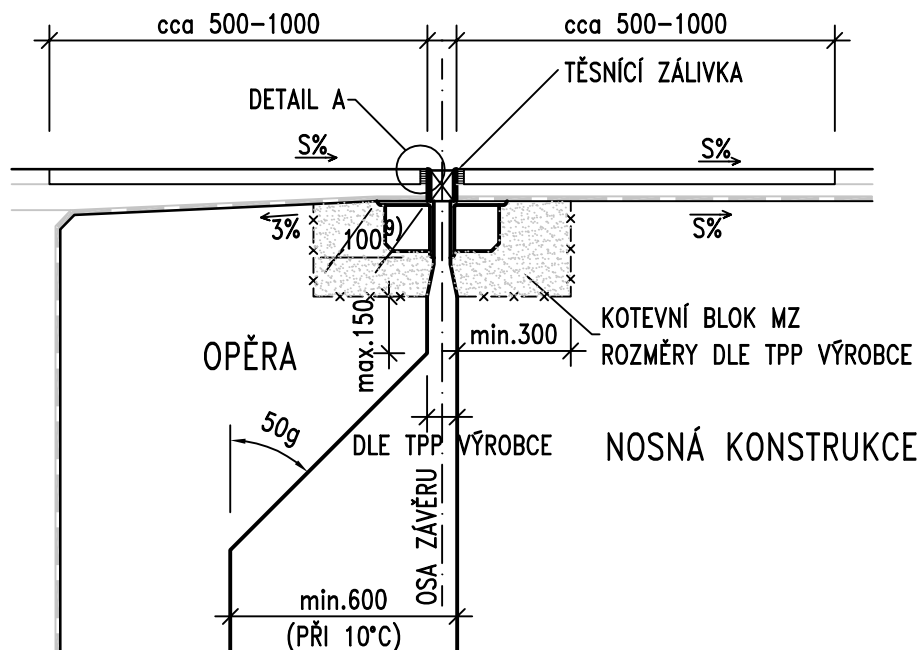 cca 500-1000
cca 500-1000
TĚSNÍCÍ ZÁLIVKA
DETAIL A
S%
S%
3%
100 9)
S%
max.150
min.300
KOTEVNÍ BLOK MZ
ROZMĚRY DLE TPP VÝROBCE
OPĚRA
50g
DLE TPP VÝROBCE
NOSNÁ KONSTRUKCE
OSA ZÁVĚRU
min.600
(PŘI 10°C)